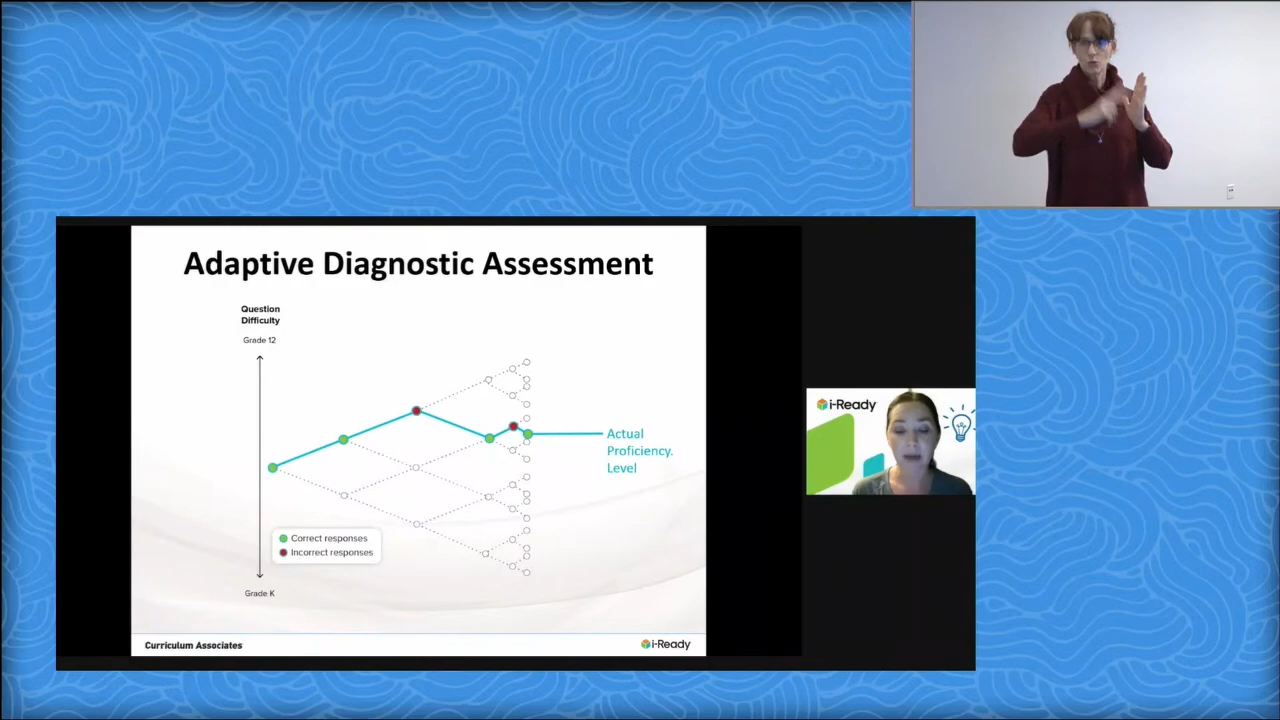 Adaptive Diagnostic Assessment
Question
Difficulty
Grade 12
Actual
Proficiency.
Level
Correct responses
Incorrect responses
Grade K
Curriculum Associates
i-Ready
i-Ready